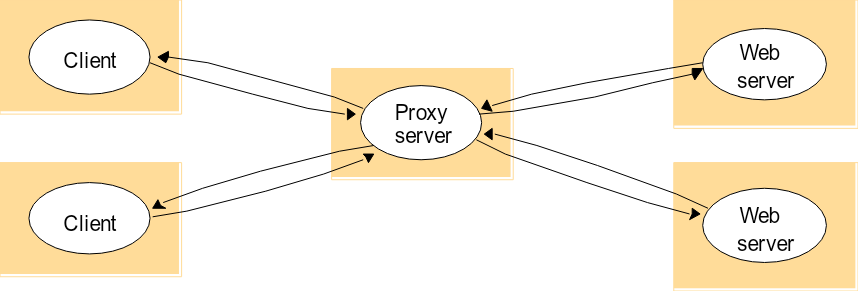 Client
Web
server
Proxy
server
Client
Web
server